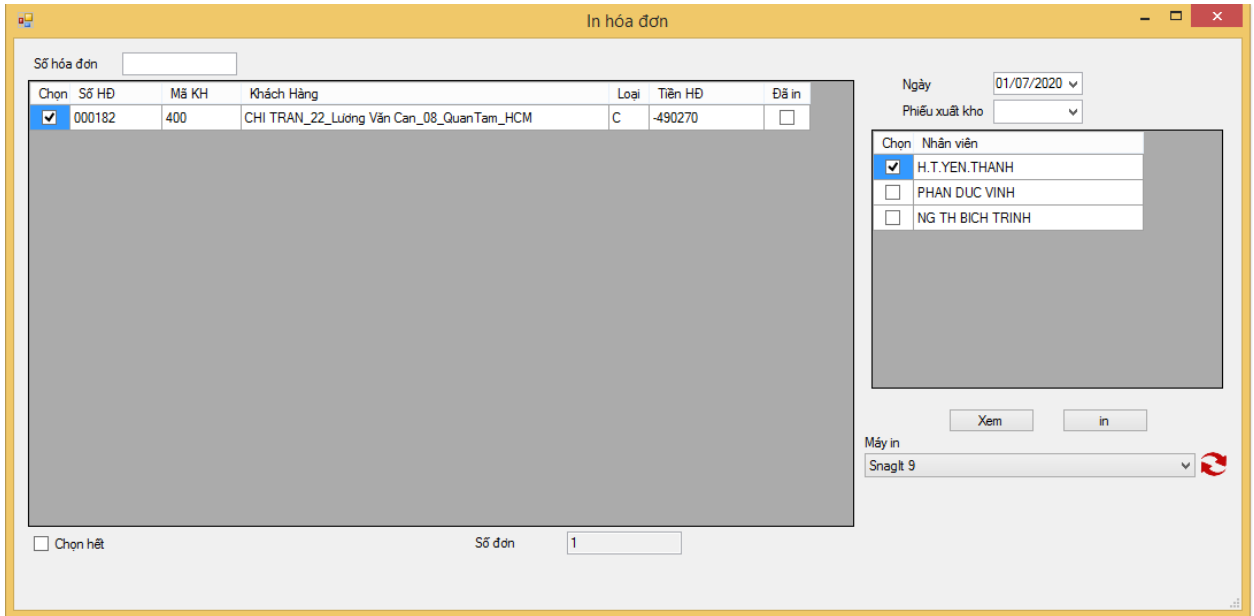 In hóa đơn
Số hóa đơn
Chọn Số HĐ Mã KH Khách Hàng Loại Tiền HĐ Đã in
000182 400 CHI TRAN_22_Lương Văn Can_08_QuanTam_HCM C -490270
Ngày 01/07/2020
Phiếu xuất kho
Chọn Nhân viên
H.T.YEN.THANH
PHAN DUC VINH
NG TH BICH TRINH
Xem in
Máy in
SnagIt 9
Chọn hết Số đơn 1